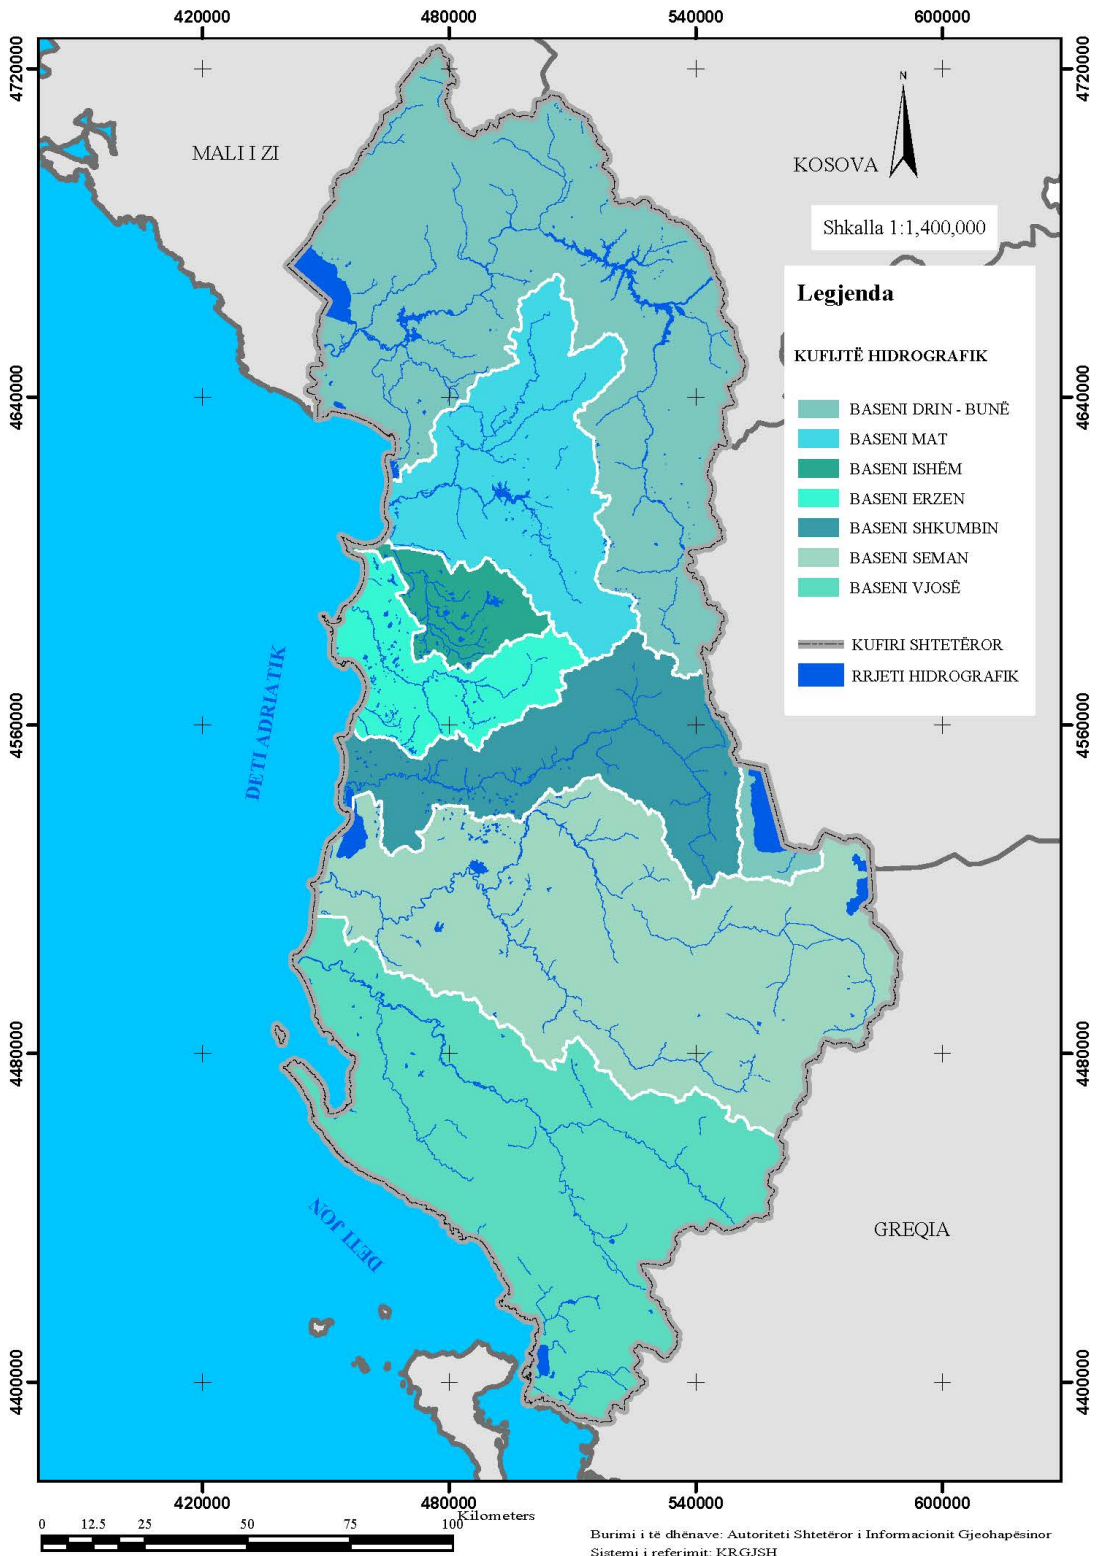 420000 480000 540000 600000
4720000 4720000
N
MALI I ZI
KOSOVA
Shkalla 1:1,400,000
Legjenda
KUFIJTË HIDROGRAFIK
4640000 4640000
BASENI DRIN - BUNË
BASENI MAT
BASENI ISHËM
BASENI ERZEN
BASENI SHKUMBIN
BASENI SEMAN
BASENI VJOSË
KUFIRI SHTETËROR
RRJETI HIDROGRAFIK
DETI ADRIATIK
4560000 4560000
4480000 4480000
DETI JON
GREQIA
4400000 4400000
420000 480000 540000 600000
Kilometers
0 12.5 25 50 75 100
Burimi i të dhënave: Autoriteti Shtetëror i Informacionit Gjeohapësinor
Sistemi i referimit: KRGJSH